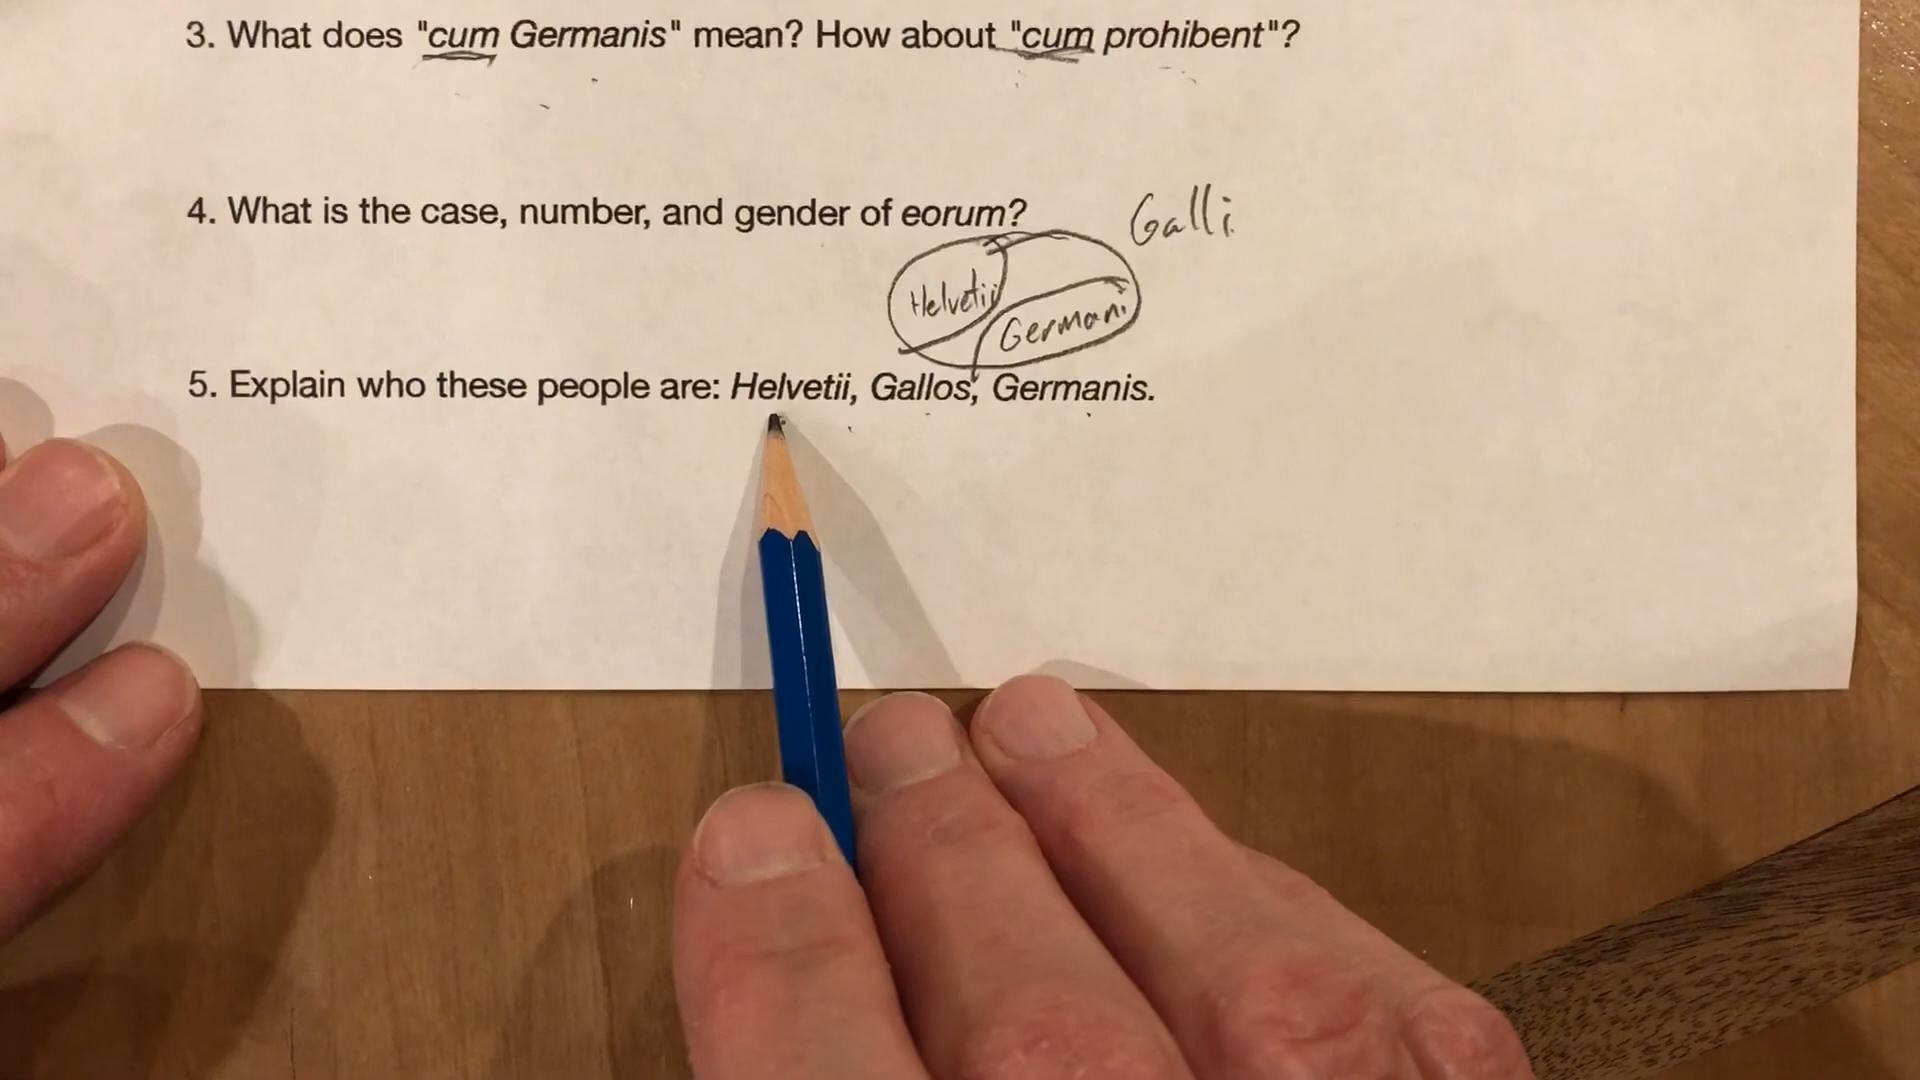 3. What does "cum Germanis" mean? How about "cum prohibent"?
4. What is the case, number, and gender of eorum?
Galli
Helvetii
Germani
5. Explain who these people are: Helvetii, Gallos, Germanis.